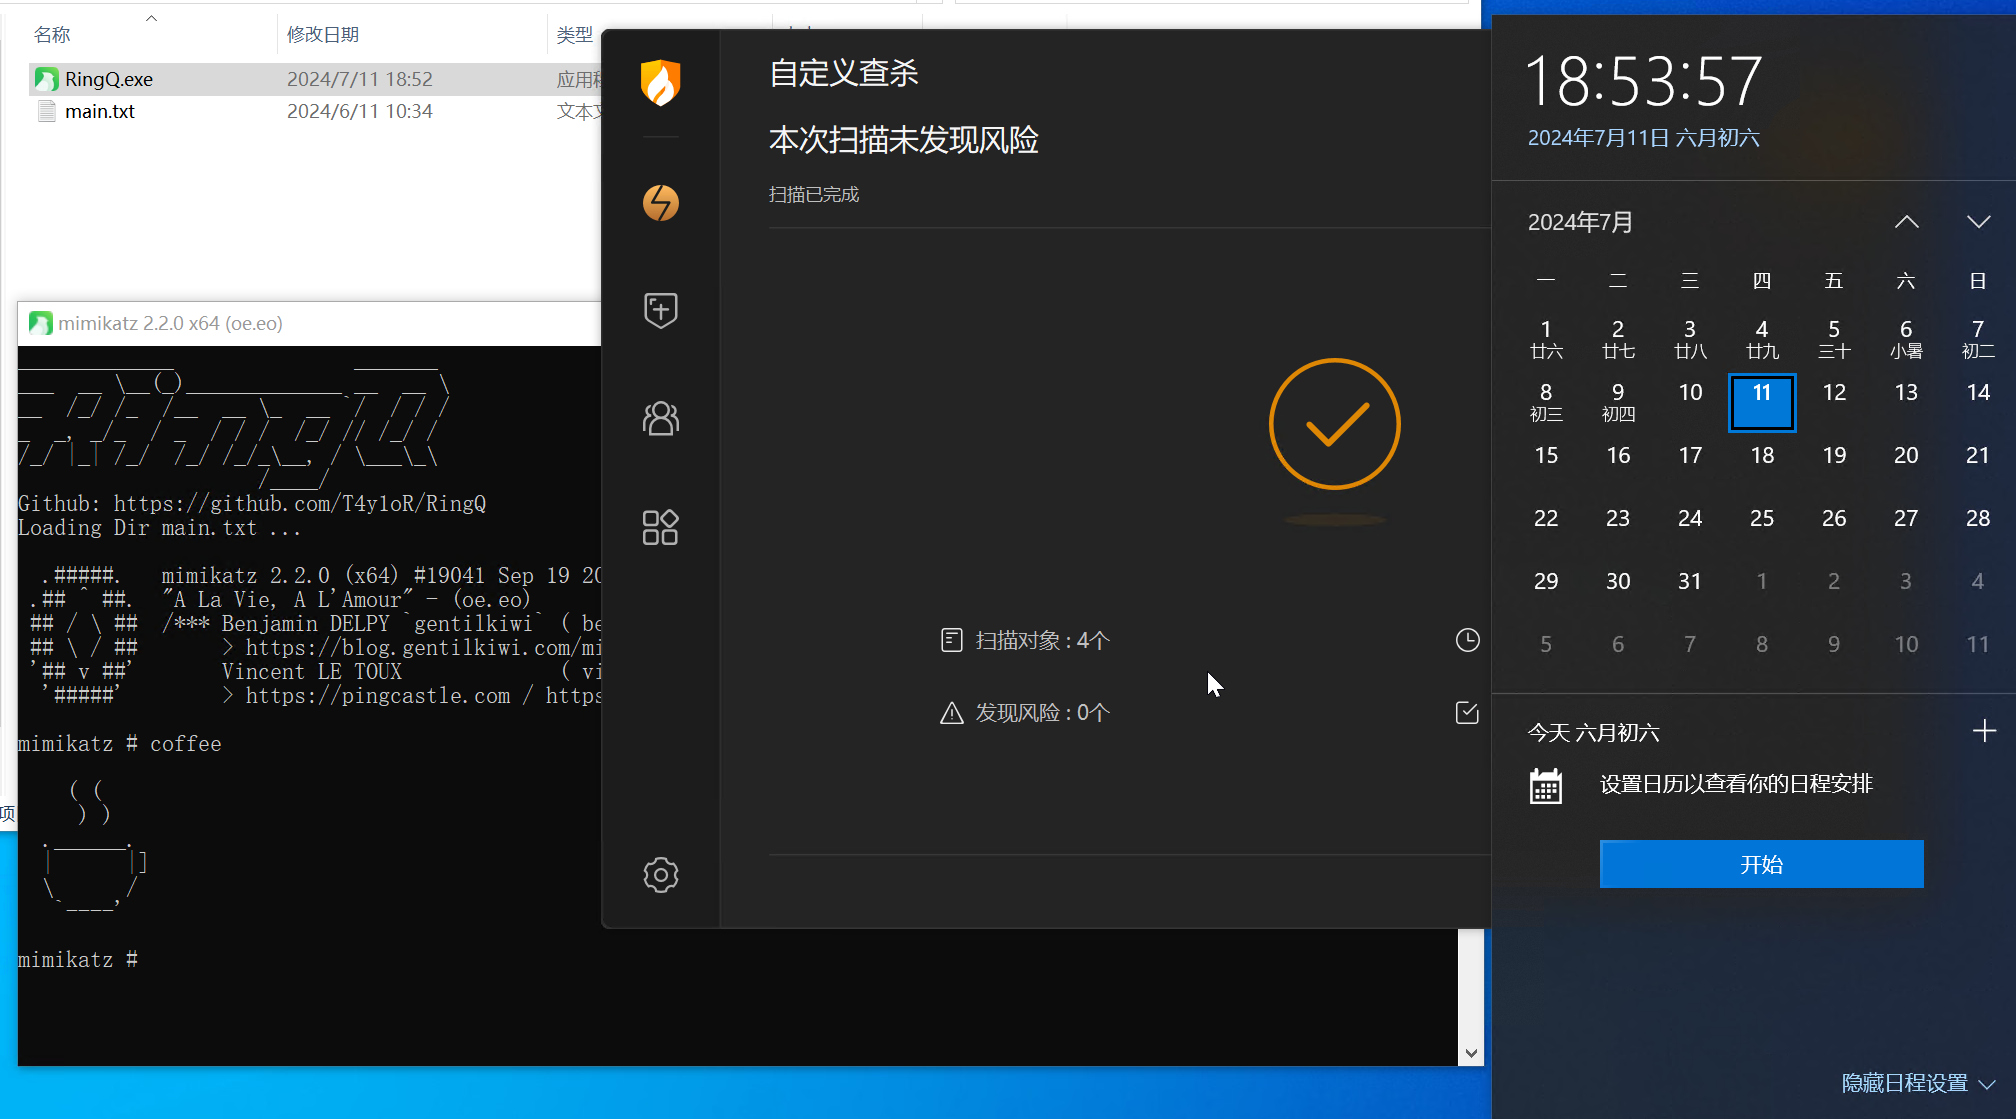 名称 修改日期 类型
RingQ.exe 2024/7/11 18:52
main.txt 2024/6/11 10:34
mimikatz 2.2.0 x64 (oe.eo)
RingQ
Github: https://github.com/T4y1oR/RingQ
Loading Dir main.txt ...
.#####. mimikatz 2.2.0 (x64) #19041 Sep 19 20
.## ^ ##. "A La Vie, A L'Amour" - (oe.eo)
## / \ ## /*** Benjamin DELPY `gentilkiwi` ( be
## \ / ## > https://blog.gentilkiwi.com/mi
'## v ##' Vincent LE TOUX ( vi
'#####' > https://pingcastle.com / https
mimikatz # coffee
mimikatz #
项
自定义查杀
本次扫描未发现风险
扫描已完成
扫描对象 : 4个
发现风险 : 0个
18:53:57
2024年7月11日 六月初六
2024年7月
一 二 三 四 五 六 日
1 2 3 4 5 6 7
廿六 廿七 廿八 廿九 三十 小暑 初二
8 9 10 11 12 13 14
初三 初四
15 16 17 18 19 20 21
22 23 24 25 26 27 28
29 30 31 1 2 3 4
5 6 7 8 9 10 11
今天 六月初六
设置日历以查看你的日程安排
开始
隐藏日程设置